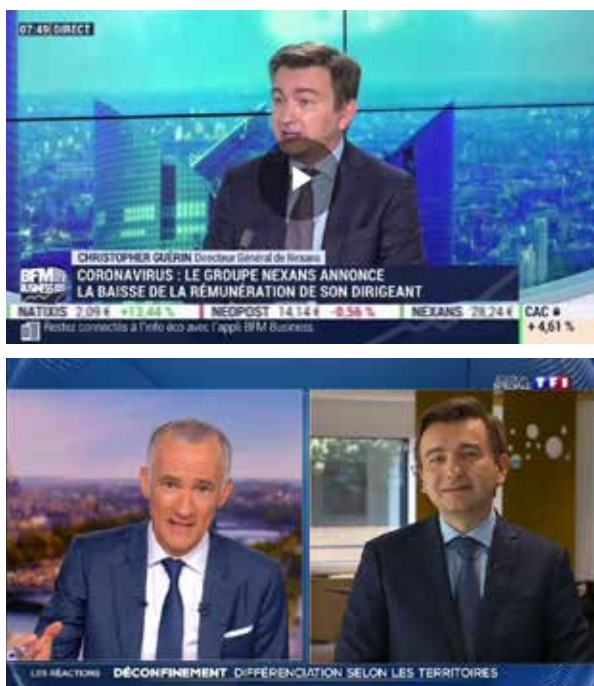 07:49 DIRECT
CHRISTOPHER GUÉRIN Directeur Général de Nexans
BFM
BUSINESS
CORONAVIRUS : LE GROUPE NEXANS ANNONCE
LA BAISSE DE LA RÉMUNÉRATION DE SON DIRIGEANT
NATIXIS 2,09 € +13,44 % NEOPOST 14,14 € -0,56 % NEXANS 28,24 € CAC
Restez connectés à l'info éco avec l'appli BFM Business + 4,61 %
TF1
LES RÉACTIONS DÉCONFINEMENT DIFFÉRENCIATION SELON LES TERRITOIRES